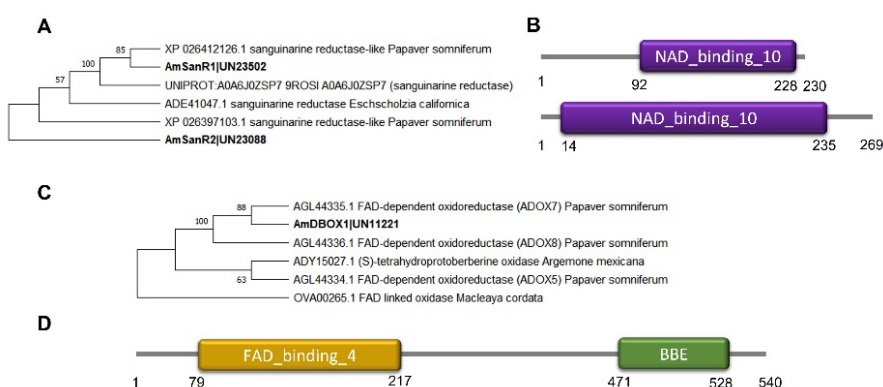 A
85
XP 026412126.1 sanguinarine reductase-like Papaver somniferum
100
AmSanR1|UN23502
57
UNIPROT:A0A6J0ZSP7 9ROSI A0A6J0ZSP7 (sanguinarine reductase)
ADE41047.1 sanguinarine reductase Eschscholzia californica
XP 026397103.1 sanguinarine reductase-like Papaver somniferum
AmSanR2|UN23088
B
NAD_binding_10
1 92 228 230
NAD_binding_10
1 14 235 269
C
88
AGL44335.1 FAD-dependent oxidoreductase (ADOX7) Papaver somniferum
100
AmDBOX1|UN11221
AGL44336.1 FAD-dependent oxidoreductase (ADOX8) Papaver somniferum
ADY15027.1 (S)-tetrahydroprotoberberine oxidase Argemone mexicana
63
AGL44334.1 FAD-dependent oxidoreductase (ADOX5) Papaver somniferum
OVA00265.1 FAD linked oxidase Macleaya cordata
D
FAD_binding_4 BBE
1 79 217 471 528 540